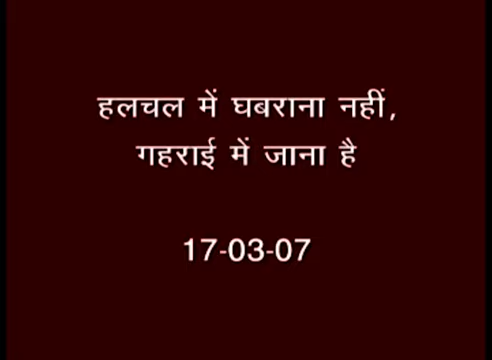 हलचल में घबराना नहीं,
गहराई में जाना है
17-03-07